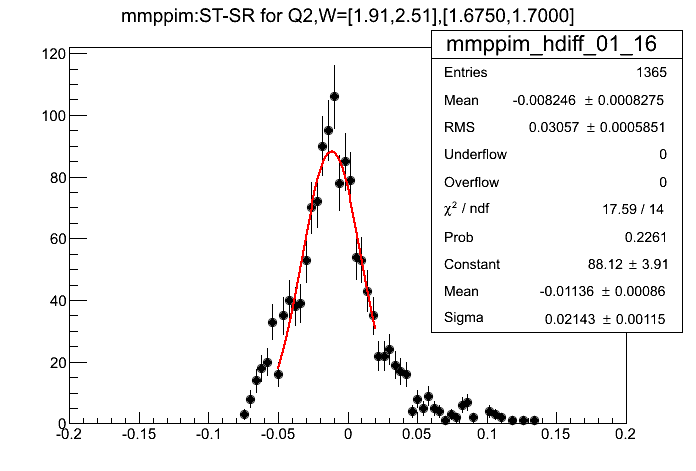 mmppim:ST-SR for Q2,W=[1.91,2.51],[1.6750,1.7000]
mmppim_hdiff_01_16
Entries 1365
Mean -0.008246 ± 0.0008275
RMS 0.03057 ± 0.0005851
Underflow 0
Overflow 0
χ² / ndf 17.59 / 14
Prob 0.2261
Constant 88.12 ± 3.91
Mean -0.01136 ± 0.00086
Sigma 0.02143 ± 0.00115
120
100
80
60
40
20
0
-0.2 -0.15 -0.1 -0.05 0 0.05 0.1 0.15 0.2